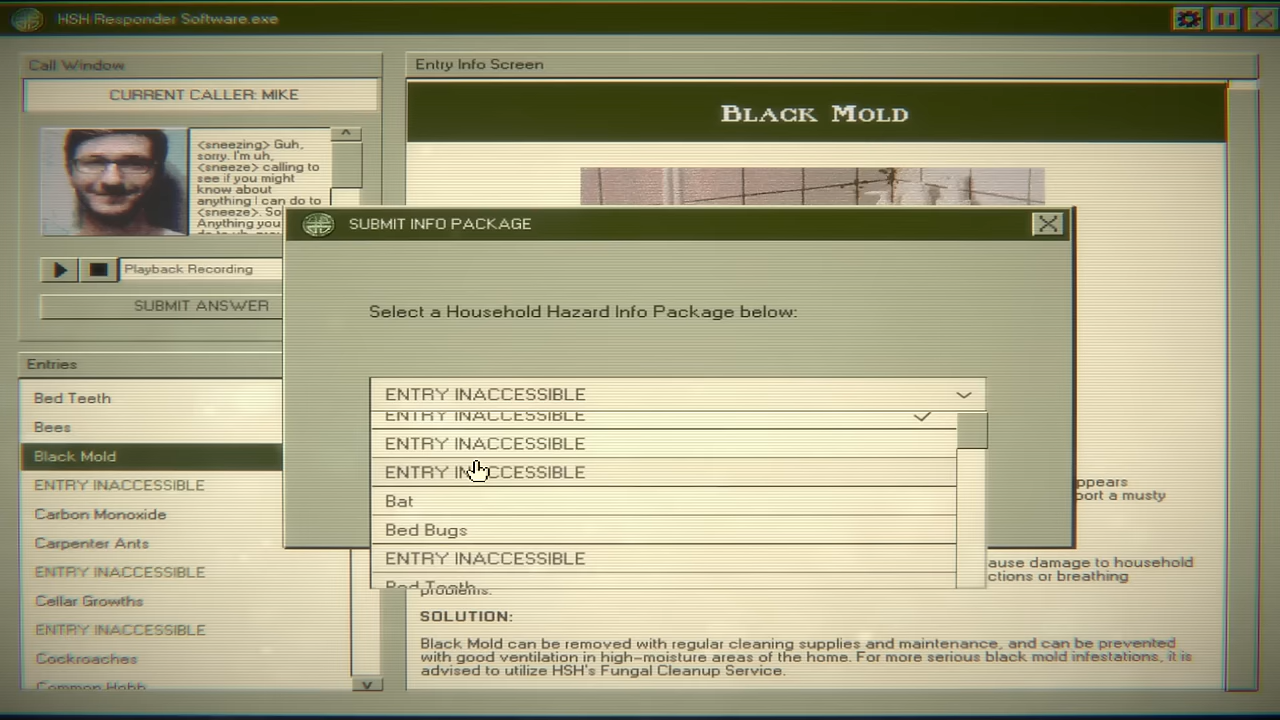 HSH Responder Software.exe
Call Window
CURRENT CALLER: MIKE
<sneezing> Guh,
sorry. I'm uh,
<sneeze> calling to
see if you might
know about
anything I can do to
<sneeze>. So
Anything you
Playback Recording
SUBMIT ANSWER
Entries
Bed Teeth
Bees
Black Mold
ENTRY INACCESSIBLE
Carbon Monoxide
Carpenter Ants
ENTRY INACCESSIBLE
Cellar Growths
ENTRY INACCESSIBLE
Cockroaches
Common Hobb
Entry Info Screen
BLACK MOLD
SUBMIT INFO PACKAGE
Select a Household Hazard Info Package below:
ENTRY INACCESSIBLE
ENTRY INACCESSIBLE
ENTRY INACCESSIBLE
ENTRY INACCESSIBLE
Bat
Bed Bugs
ENTRY INACCESSIBLE
Bed Teeth
ppears
port a musty
ause damage to household
ctions or breathing
problems.
SOLUTION:
Black Mold can be removed with regular cleaning supplies and maintenance, and can be prevented
with good ventilation in high-moisture areas of the home. For more serious black mold infestations, it is
advised to utilize HSH's Fungal Cleanup Service.